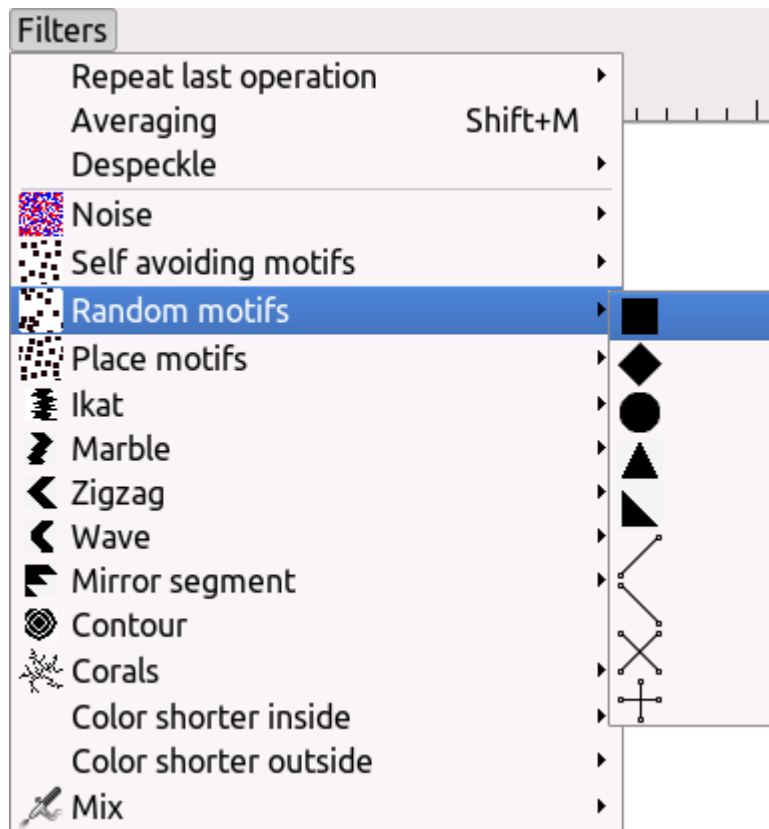 Filters
Repeat last operation
Averaging Shift+M
Despeckle
Noise
Self avoiding motifs
Random motifs
Place motifs
Ikat
Marble
Zigzag
Wave
Mirror segment
Contour
Corals
Color shorter inside
Color shorter outside
Mix